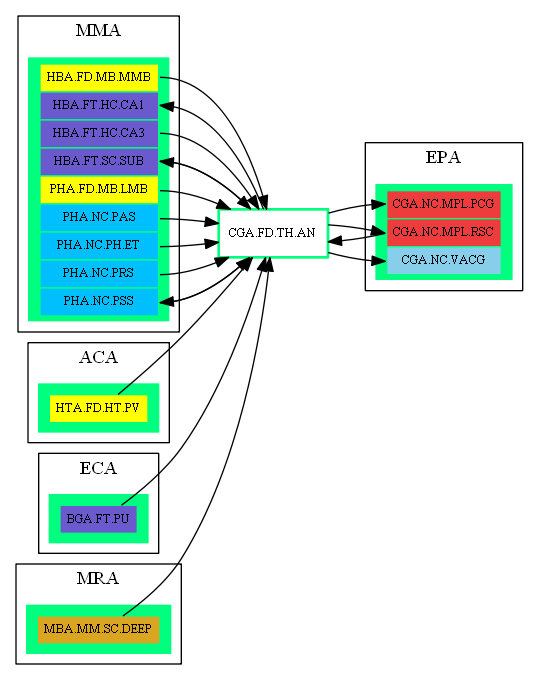 MMA
HBA.FD.MB.MMB
HBA.FT.HC.CA1
HBA.FT.HC.CA3
HBA.FT.SC.SUB
PHA.FD.MB.LMB
PHA.NC.PAS
PHA.NC.PH.ET
PHA.NC.PRS
PHA.NC.PSS
ACA
HTA.FD.HT.PV
ECA
BGA.FT.PU
MRA
MBA.MM.SC.DEEP
CGA.FD.TH.AN
EPA
CGA.NC.MPL.PCG
CGA.NC.MPL.RSC
CGA.NC.VACG